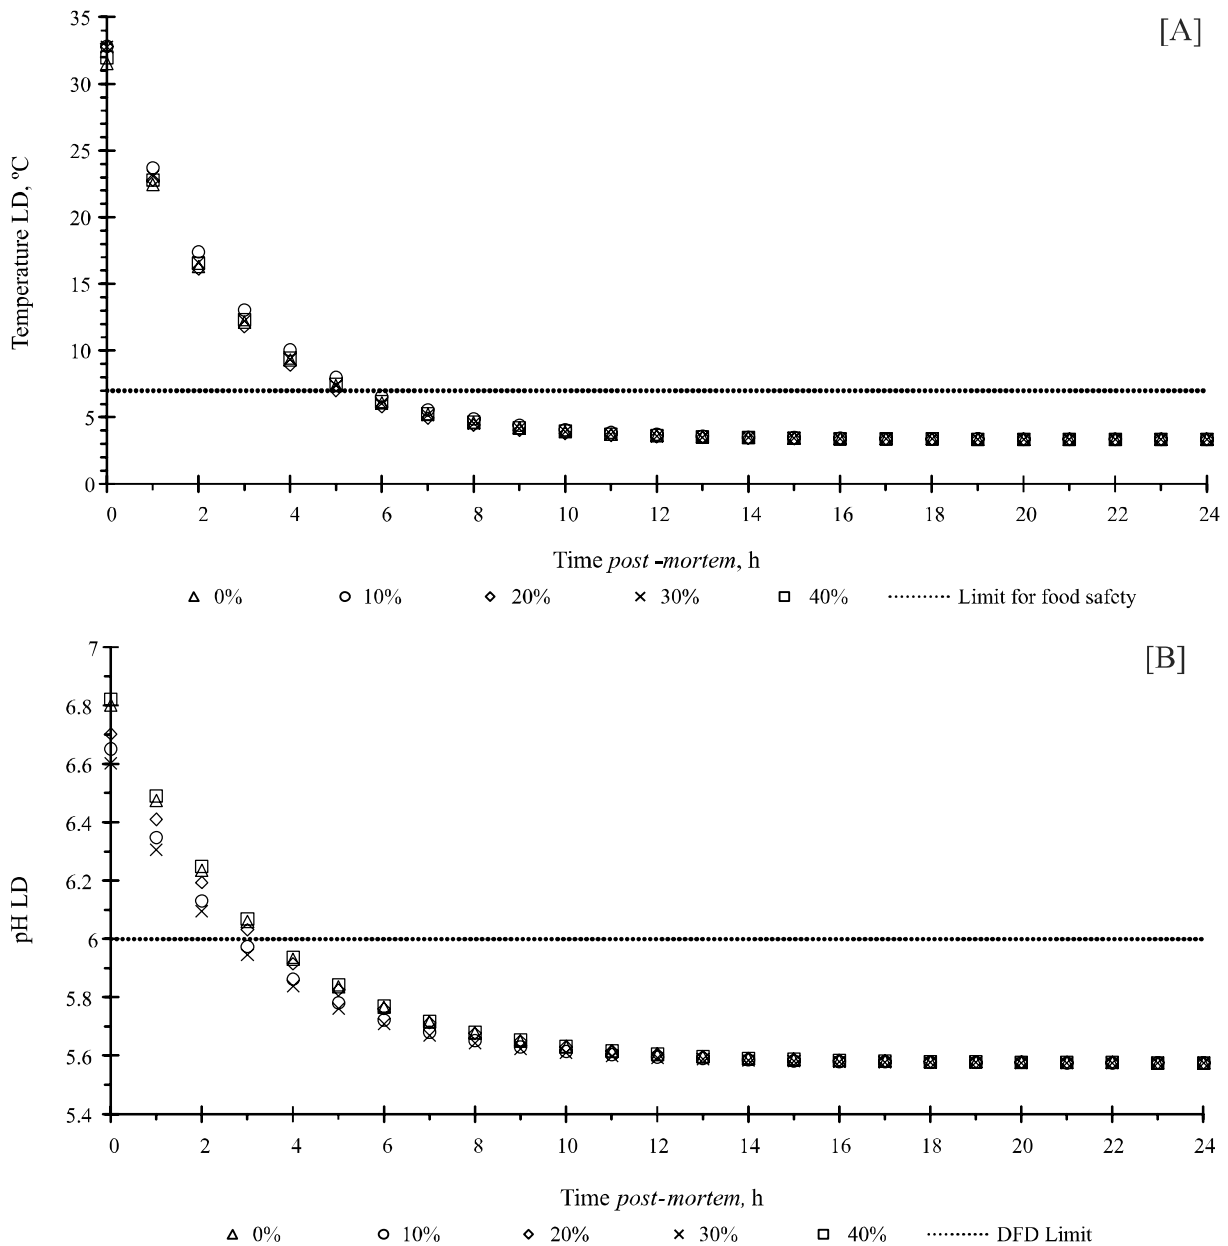 [A]
35
30
25
20
15
10
5
0
Temperature LD, ºC
0 2 4 6 8 10 12 14 16 18 20 22 24
Time post-mortem, h
0% 10% 20% 30% 40% Limit for food safety
[B]
7
6.8
6.6
6.4
6.2
6
5.8
5.6
5.4
pH LD
0 2 4 6 8 10 12 14 16 18 20 22 24
Time post-mortem, h
0% 10% 20% 30% 40% DFD Limit